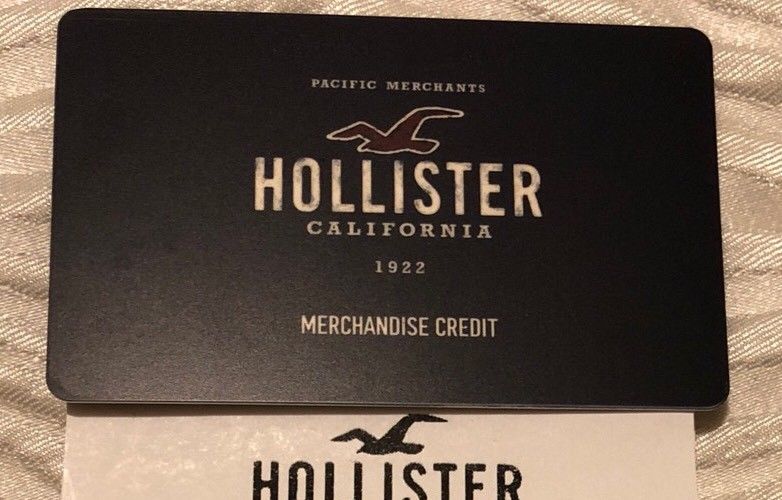 PACIFIC MERCHANTS
HOLLISTER
CALIFORNIA
1922
MERCHANDISE CREDIT
HOLLISTER